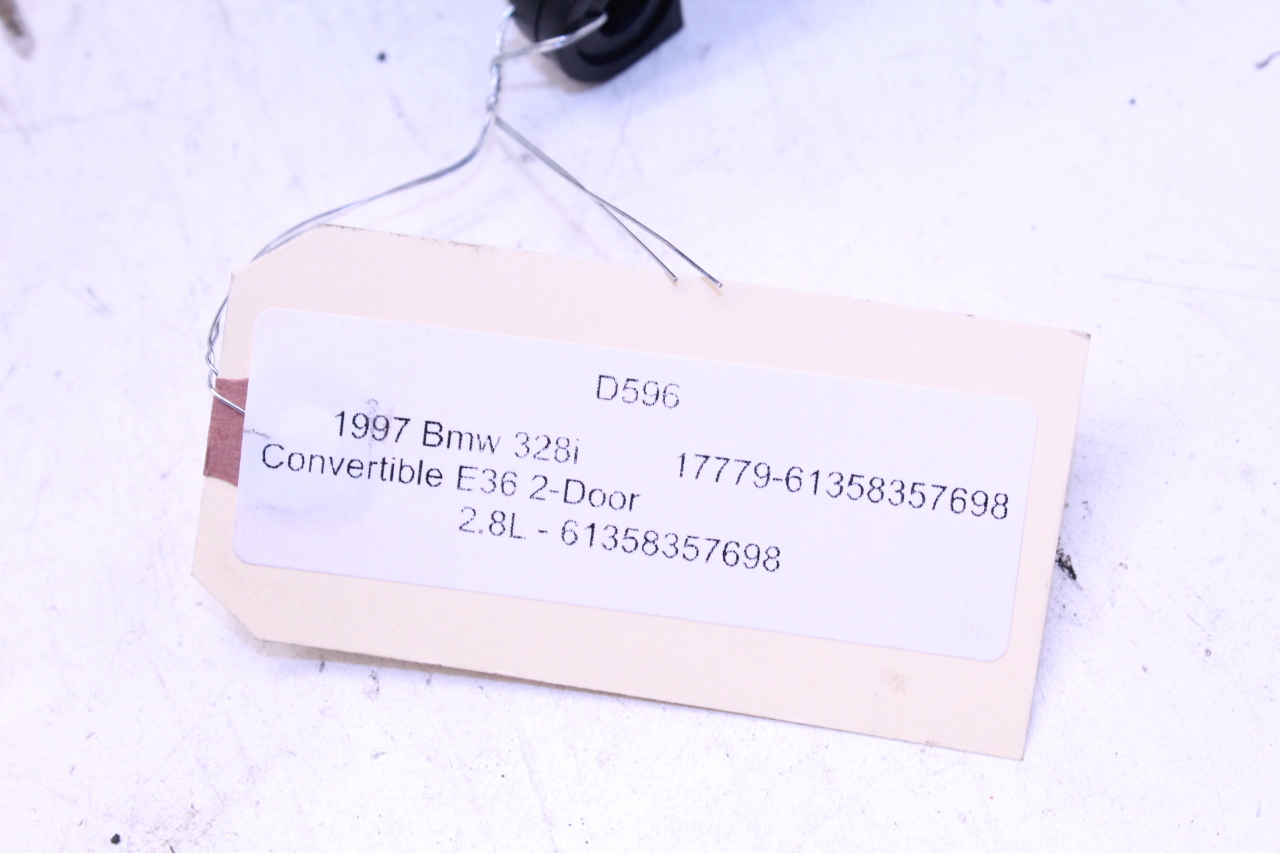 D596
1997 Bmw 328i
Convertible E36 2-Door
2.8L - 61358357698
17779-61358357698